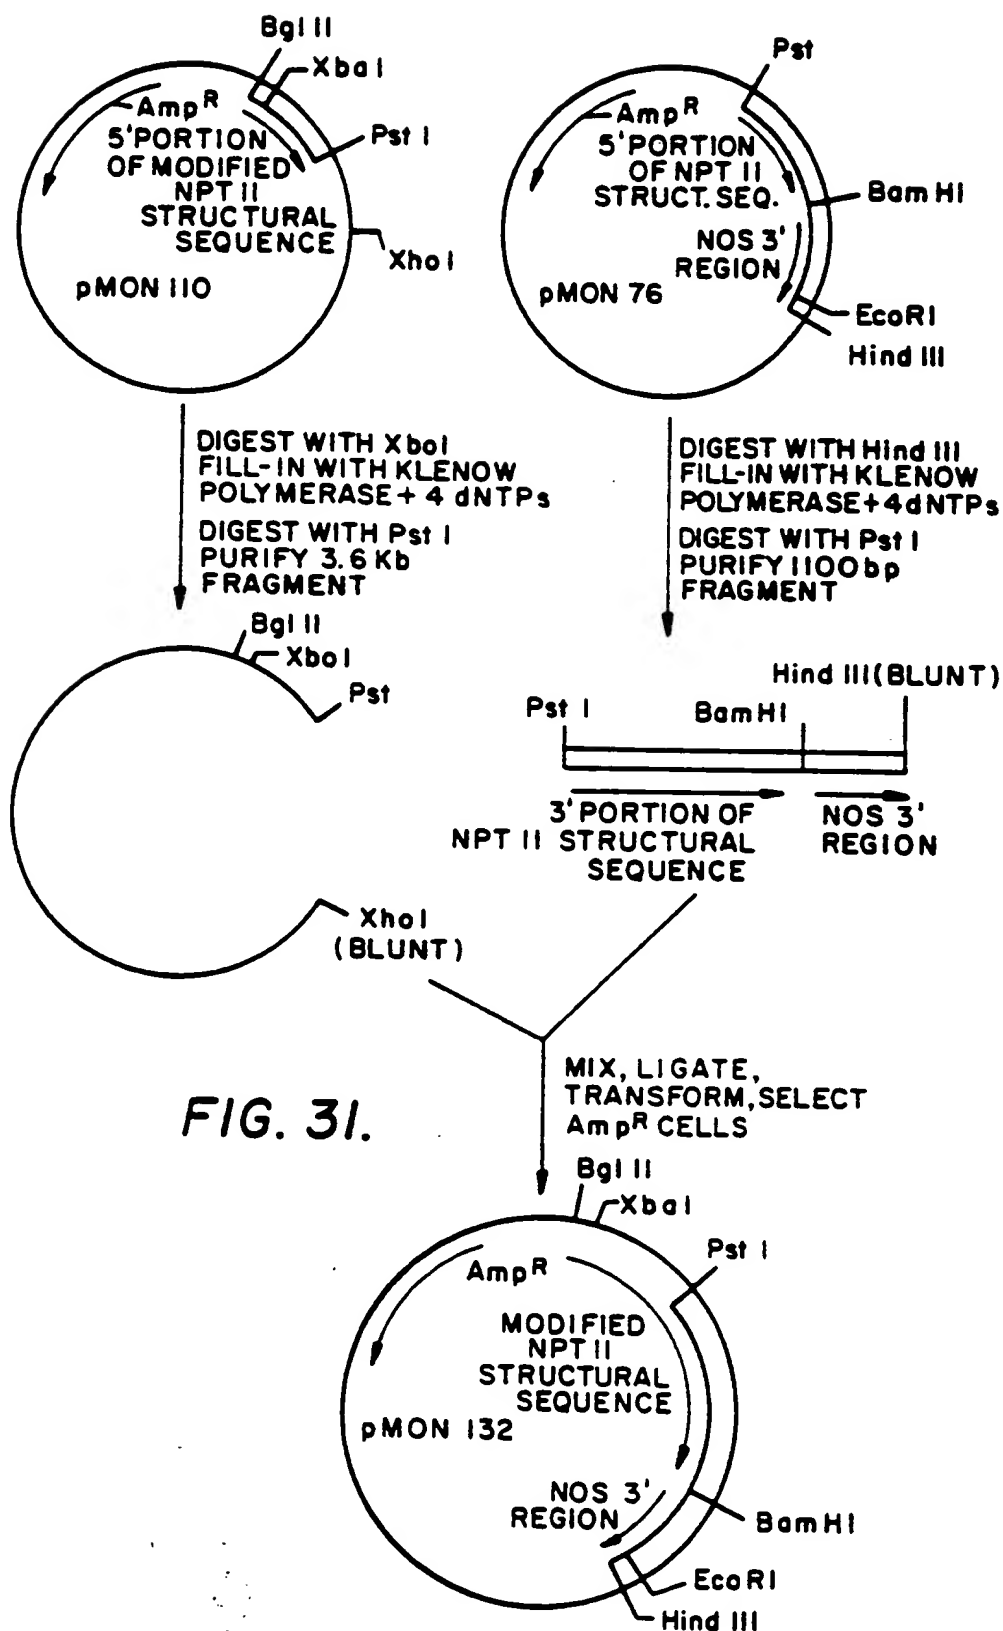 Bgl II
Xba I
Amp R
Pst I
5' PORTION
OF MODIFIED
NPT II
STRUCTURAL
SEQUENCE
Xho I
pMON 110
Pst
Amp R
5' PORTION
OF NPT II
STRUCT. SEQ.
Bam HI
NOS 3'
REGION
pMON 76
EcoRI
Hind III
DIGEST WITH Xbo I
FILL-IN WITH KLENOW
POLYMERASE + 4 dNTPs
DIGEST WITH Pst I
PURIFY 3.6 Kb
FRAGMENT
DIGEST WITH Hind III
FILL-IN WITH KLENOW
POLYMERASE + 4 dNTPs
DIGEST WITH Pst I
PURIFY 1100 bp
FRAGMENT
Bgl II
Xbo I
Pst
Xho I
(BLUNT)
Hind III (BLUNT)
Pst I
Bam HI
3' PORTION OF
NPT II STRUCTURAL
SEQUENCE
NOS 3'
REGION
MIX, LIGATE,
TRANSFORM, SELECT
Amp R CELLS
FIG. 31.
Bgl II
Xba I
Pst I
Amp R
MODIFIED
NPT II
STRUCTURAL
SEQUENCE
pMON 132
NOS 3'
REGION
Bam HI
EcoRI
Hind III